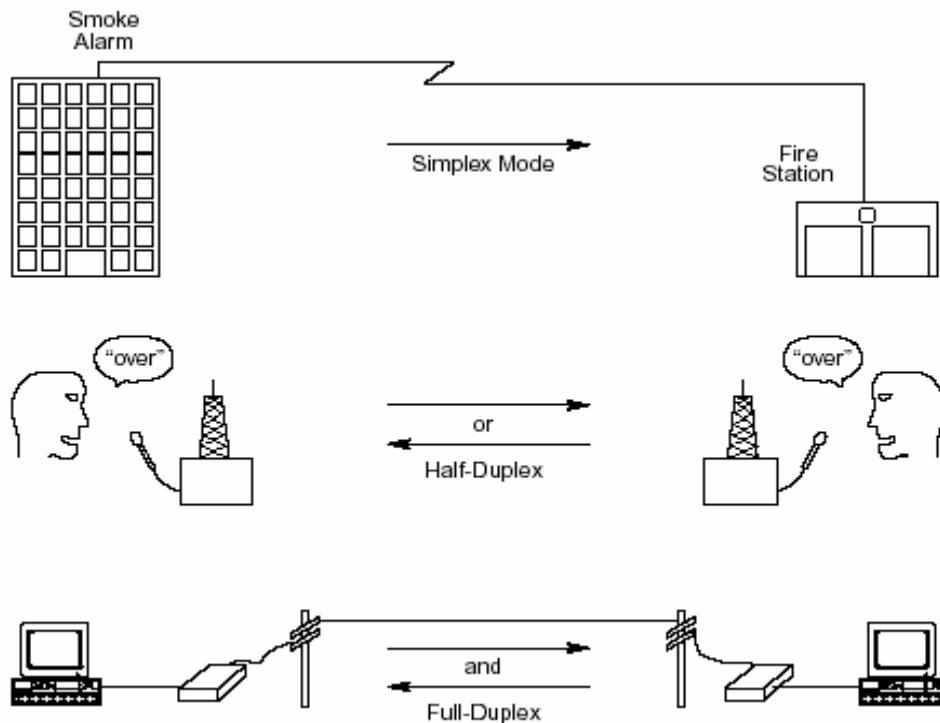 Smoke
Alarm
Simplex Mode
Fire
Station
"over"
"over"
or
Half-Duplex
and
Full-Duplex